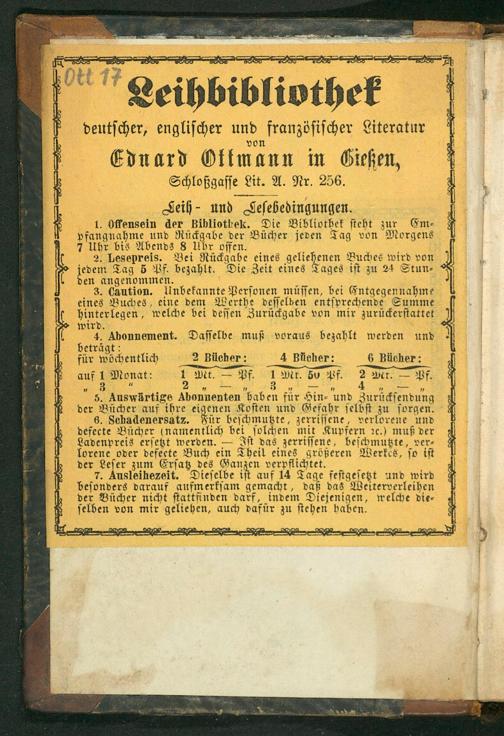 Ott 17
Leihbibliothek
deutscher, englischer und französischer Literatur
von
Eduard Ottmann in Gießen,
Schloßgasse Lit. A. Nr. 256.
Leih- und Lesebedingungen.
1. Offensein der Bibliothek. Die Bibliothek steht zur Em-
pfangnahme und Rückgabe der Bücher jeden Tag von Morgens
7 Uhr bis Abends 8 Uhr offen.
2. Lesepreis. Bei Rückgabe eines geliehenen Buches wird von
jedem Tag 5 Pf. bezahlt. Die Zeit eines Tages ist zu 24 Stun-
den angenommen.
3. Caution. Unbekannte Personen müssen, bei Entgegennahme
eines Buches, eine dem Werthe desselben entsprechende Summe
hinterlegen, welche bei dessen Zurückgabe von mir zurückerstattet
wird.
4. Abonnement. Dasselbe muß voraus bezahlt werden und
beträgt:
für wöchentlich 2 Bücher: 4 Bücher: 6 Bücher:
auf 1 Monat: 1 Mk. — Pf. 1 Mk. 50 Pf. 2 Mk. — Pf.
„ 3 „ 2 „ — „ 3 „ — „ 4 „ — „
5. Auswärtige Abonnenten haben für Hin- und Zurücksendung
der Bücher auf ihre eigenen Kosten und Gefahr selbst zu sorgen.
6. Schadenersatz. Für beschmutzte, zerrissene, verlorene und
defecte Bücher (namentlich bei solchen mit Kupfern ꝛc.) muß der
Ladenpreis ersetzt werden. — Ist das zerrissene, beschmutzte, ver-
lorene oder defecte Buch ein Theil eines größeren Werkes, so ist
der Leser zum Ersatz des Ganzen verpflichtet.
7. Ausleihezeit. Dieselbe ist auf 14 Tage festgesetzt und wird
besonders darauf aufmerksam gemacht, daß das Weiterverleihen
der Bücher nicht stattfinden darf, indem Diejenigen, welche die-
selben von mir geliehen, auch dafür zu stehen haben.